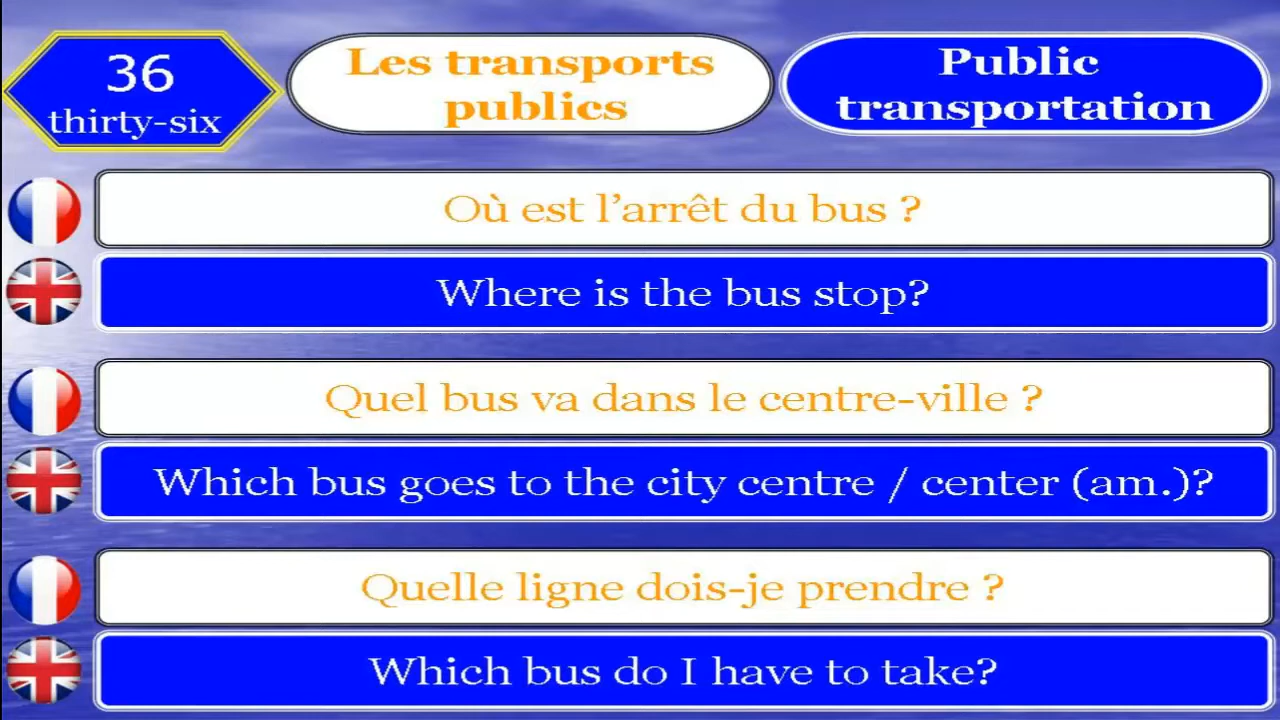 36
thirty-six
Les transports
publics
Public
transportation
Où est l’arrêt du bus ?
Where is the bus stop?
Quel bus va dans le centre-ville ?
Which bus goes to the city centre / center (am.)?
Quelle ligne dois-je prendre ?
Which bus do I have to take?